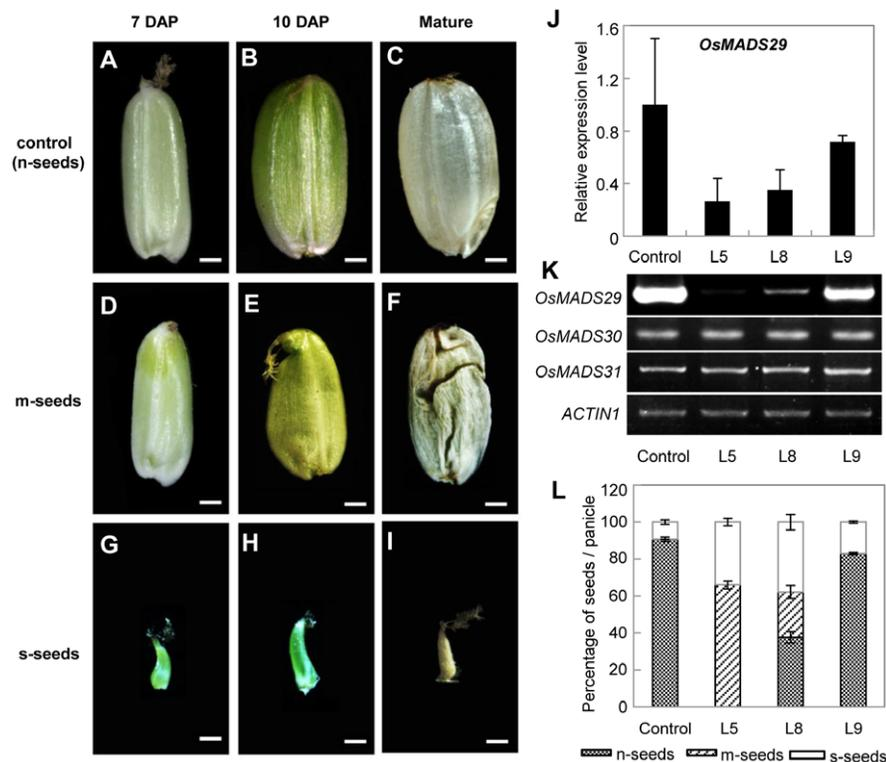 7 DAP 10 DAP Mature
control
(n-seeds)
A B C
m-seeds
D E F
s-seeds
G H I
J
OsMADS29
Relative expression level
1.6
1.2
0.8
0.4
0
Control L5 L8 L9
K
OsMADS29
OsMADS30
OsMADS31
ACTIN1
Control L5 L8 L9
L
Percentage of seeds / panicle
120
100
80
60
40
20
0
Control L5 L8 L9
n-seeds m-seeds s-seeds